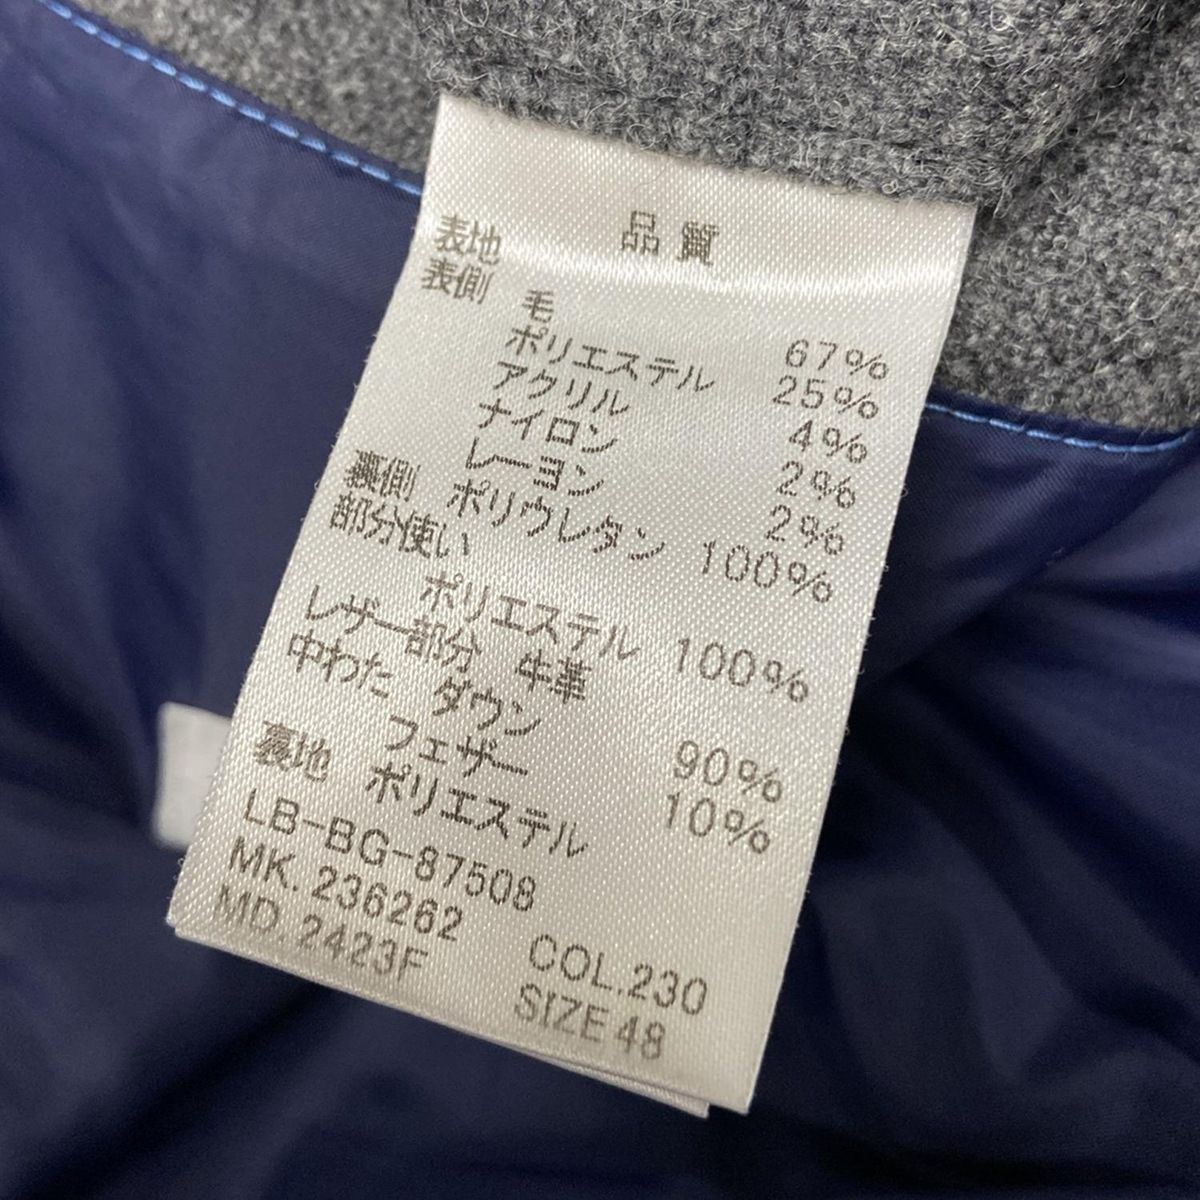 品質
表地
表側 毛 67%
ポリエステル 25%
アクリル 4%
ナイロン 2%
レーヨン 2%
裏側 ポリウレタン 100%
部分使い
ポリエステル 100%
レザー部分 牛革
中わた ダウン 90%
フェザー 10%
裏地 ポリエステル
LB-BG-87508
MK.236262 COL.230
MD.2423F SIZE 48